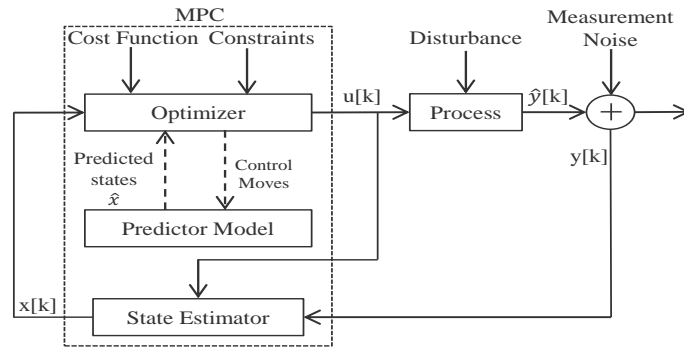 MPC
Cost Function Constraints
Disturbance
Measurement
Noise
Optimizer
u[k]
Process
ŷ[k]
+
y[k]
Predicted
states
x̂
Control
Moves
Predictor Model
x[k]
State Estimator